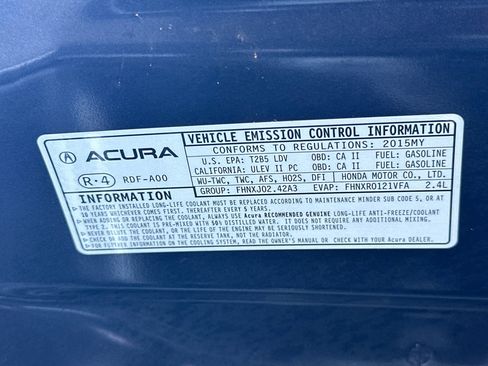 ACURA
R-4 RDF-A00
VEHICLE EMISSION CONTROL INFORMATION
CONFORMS TO REGULATIONS: 2015MY
U.S. EPA: T2B5 LDV OBD: CA II FUEL: GASOLINE
CALIFORNIA: ULEV II PC OBD: CA II FUEL: GASOLINE
WU-TWC, TWC, AFS, HO2S, DFI HONDA MOTOR CO., LTD.
GROUP: FHNXJ02.42A3 EVAP: FHNXR0121VFA 2.4L
INFORMATION
THE ORIGINAL FACTORY-FILLED LONG-LIFE COOLANT MUST BE REPLACED ACCORDING TO MAINTENANCE MINDER SUB CODE 5, OR AT
10 YEARS WHICHEVER COMES FIRST. THEREAFTER EVERY 5 YEARS.
WHEN REPLACING THE COOLANT, ALWAYS USE Acura RECOMMENDED GENUINE LONG-LIFE ANTI-FREEZE/COOLANT
TYPE 2. THIS COOLANT IS PRE-MIXED WITH 50% DISTILLED WATER. IT DOES NOT REQUIRE ANY ADDITIONAL MIXING.
NEVER USE DILUTED COOLANT, OR THE LIFE OF THE ENGINE MAY BE SERIOUSLY SHORTENED.
CHECK AND ADD COOLANT AT THE RESERVE TANK, NOT THE RADIATOR.
FOR FURTHER INFORMATION ON THE COOLING SYSTEM, READ THE OWNER'S MANUAL OR CHECK WITH YOUR Acura DEALER.